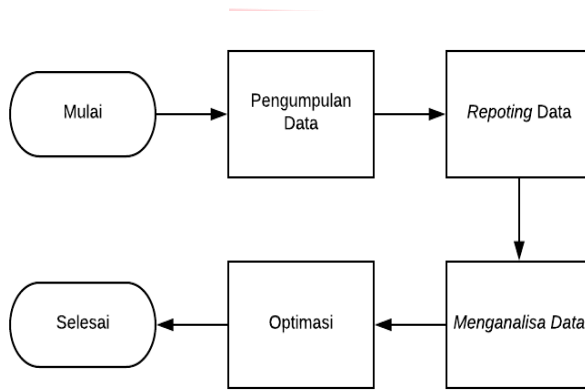 Mulai
Pengumpulan
Data
Repoting Data
Menganalisa Data
Optimasi
Selesai